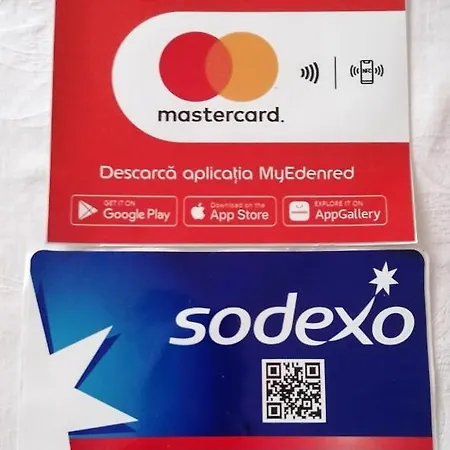 mastercard.
NFC
Descarcă aplicația MyEdenred
GET IT ON
Google Play
Download on the
App Store
EXPLORE IT ON
AppGallery
sodexo